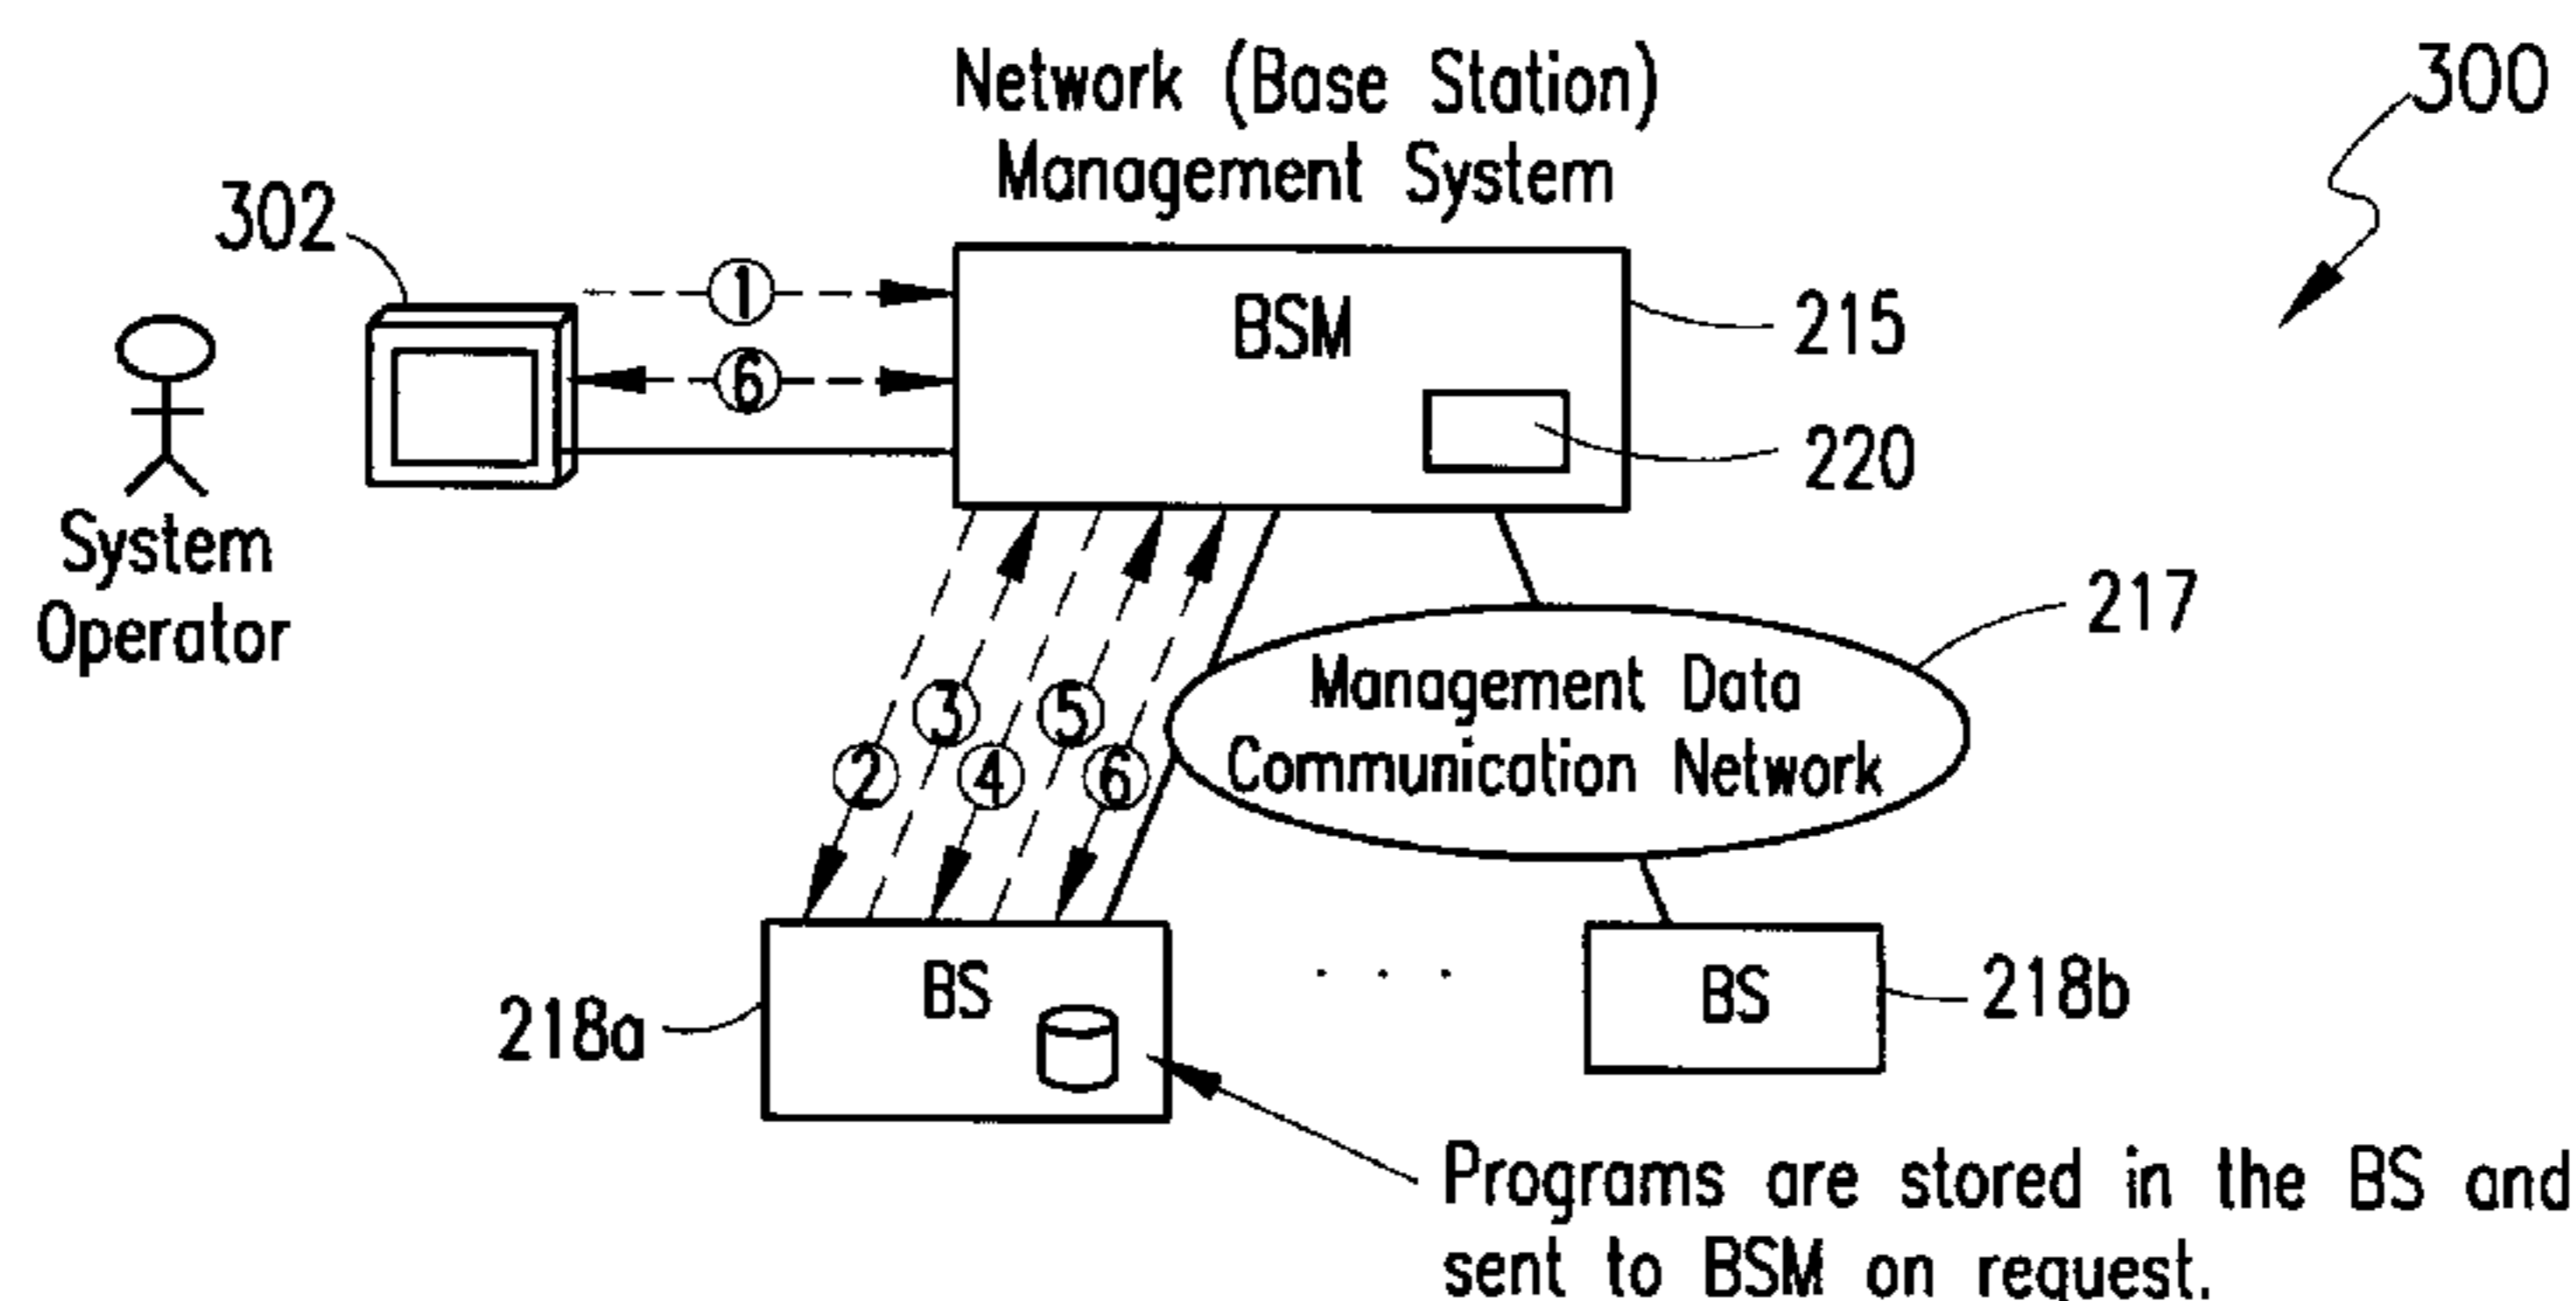 Network (Base Station)
Management System
300
302
1
BSM
215
6
220
System
Operator
217
Management Data
Communication Network
3
5
2
4
6
BS
218a
. . .
BS
218b
Programs are stored in the BS and
sent to BSM on request.